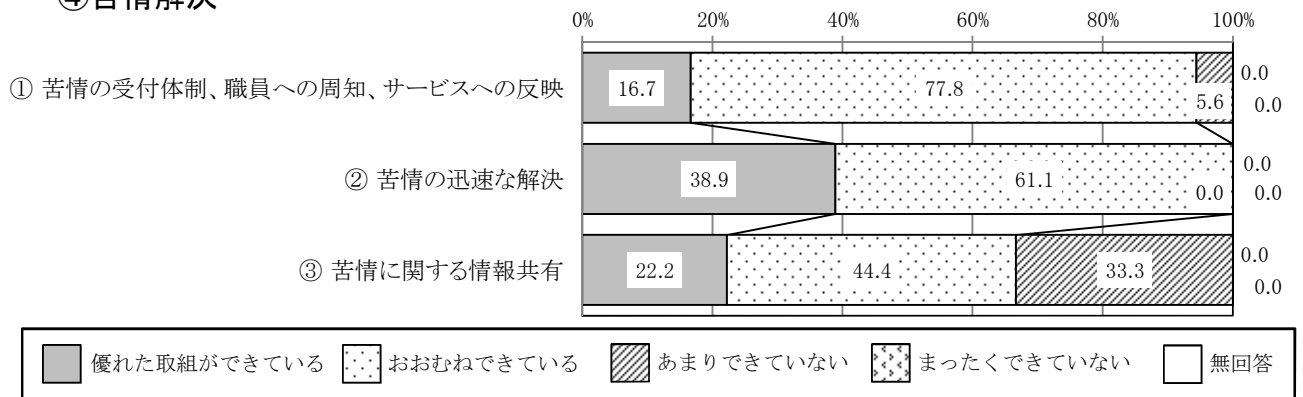 ④苦情解決
0% 20% 40% 60% 80% 100%
① 苦情の受付体制、職員への周知、サービスへの反映 16.7 77.8 5.6 0.0 0.0
② 苦情の迅速な解決 38.9 61.1 0.0 0.0 0.0
③ 苦情に関する情報共有 22.2 44.4 33.3 0.0 0.0
優れた取組ができている おおむねできている あまりできていない まったくできていない 無回答